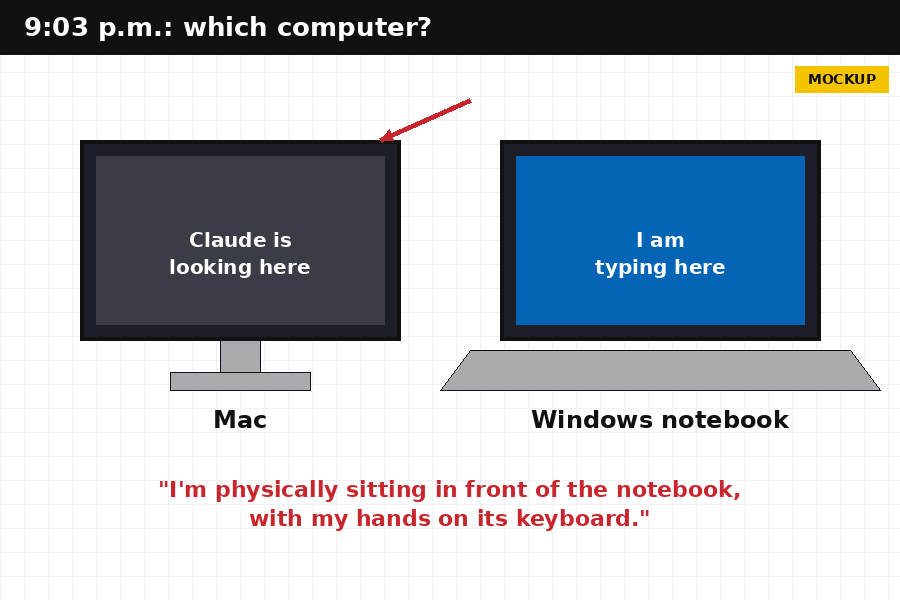 9:03 p.m.: which computer?
MOCKUP
Claude is
looking here
I am
typing here
Mac
Windows notebook
"I'm physically sitting in front of the notebook,
with my hands on its keyboard."